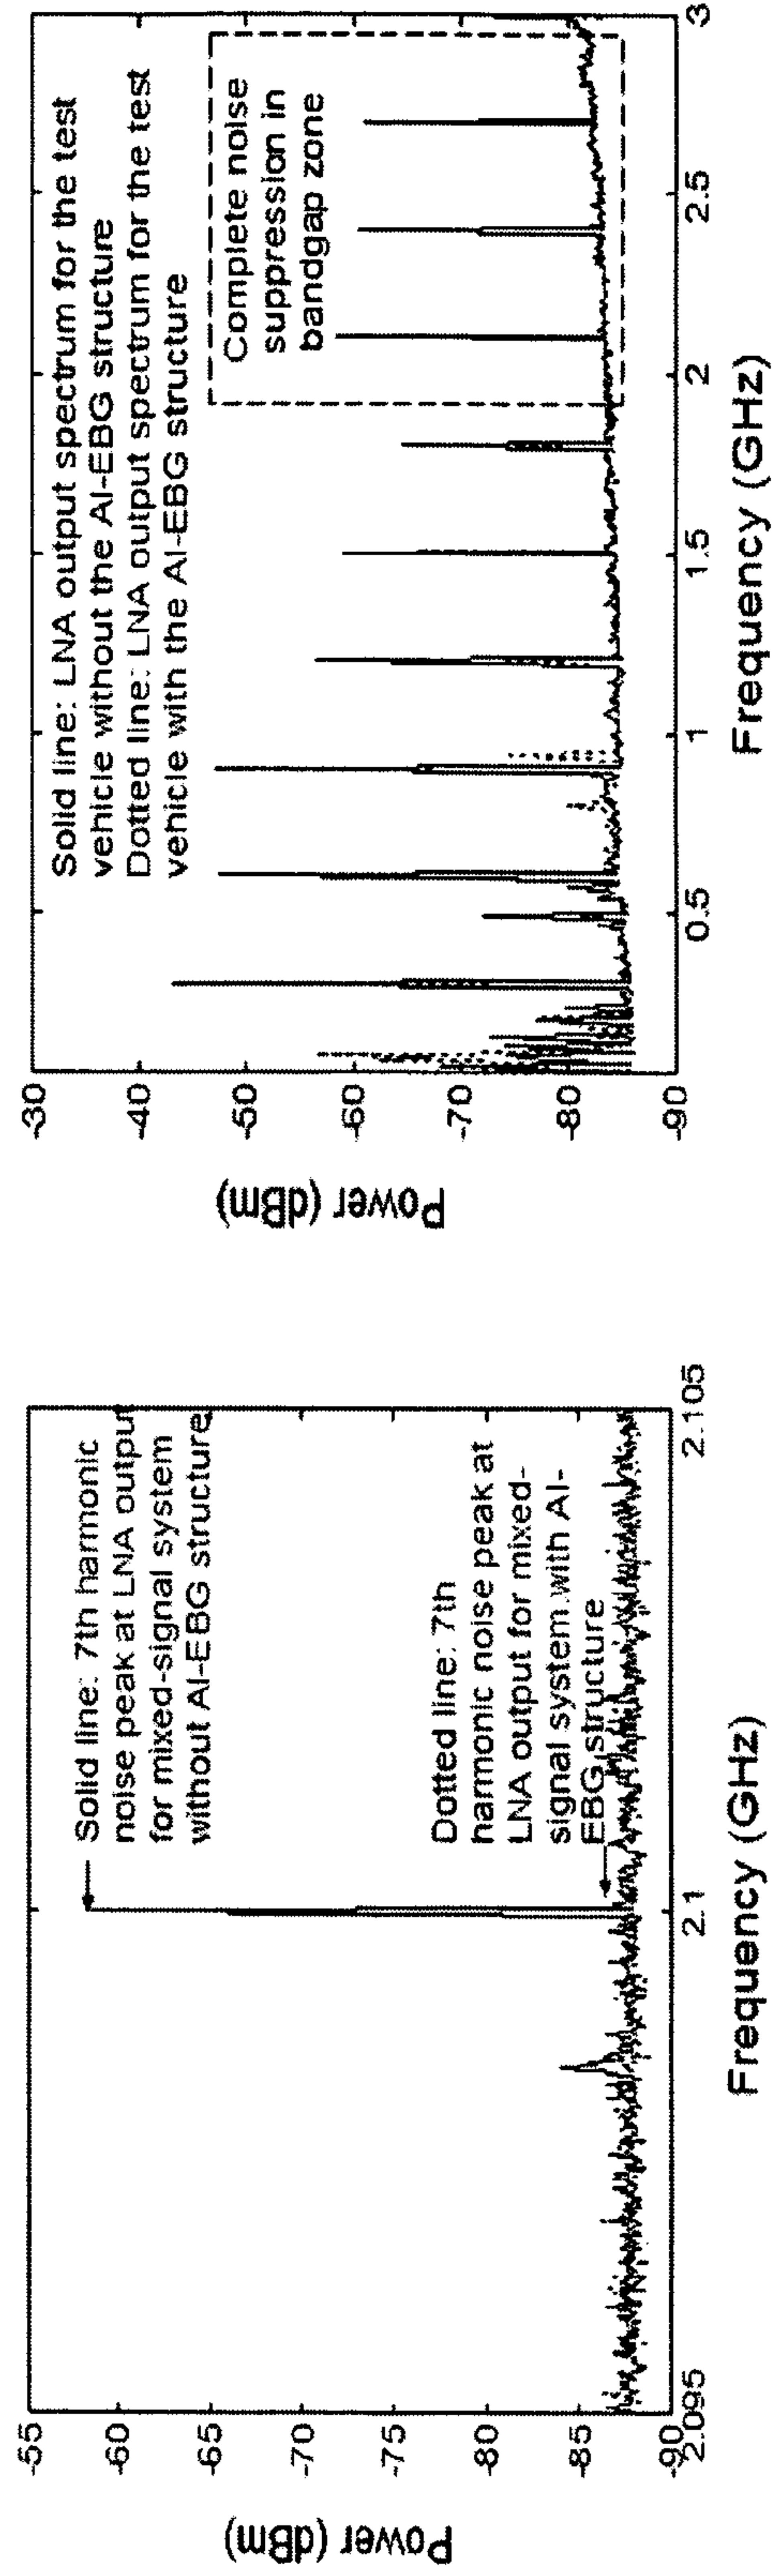 Power (dBm)
-55
-60
-65
-70
-75
-80
-85
-90
2.095
2.1
2.105
Frequency (GHz)
Solid line: 7th harmonic
noise peak at LNA output
for mixed-signal system
without AI-EBG structure
Dotted line: 7th
harmonic noise peak at
LNA output for mixed-
signal system with AI-
EBG structure
Power (dBm)
-30
-40
-50
-60
-70
-80
-90
0.5
1
1.5
2
2.5
3
Frequency (GHz)
Solid line: LNA output spectrum for the test
vehicle without the AI-EBG structure
Dotted line: LNA output spectrum for the test
vehicle with the AI-EBG structure
Complete noise
suppression in
bandgap zone